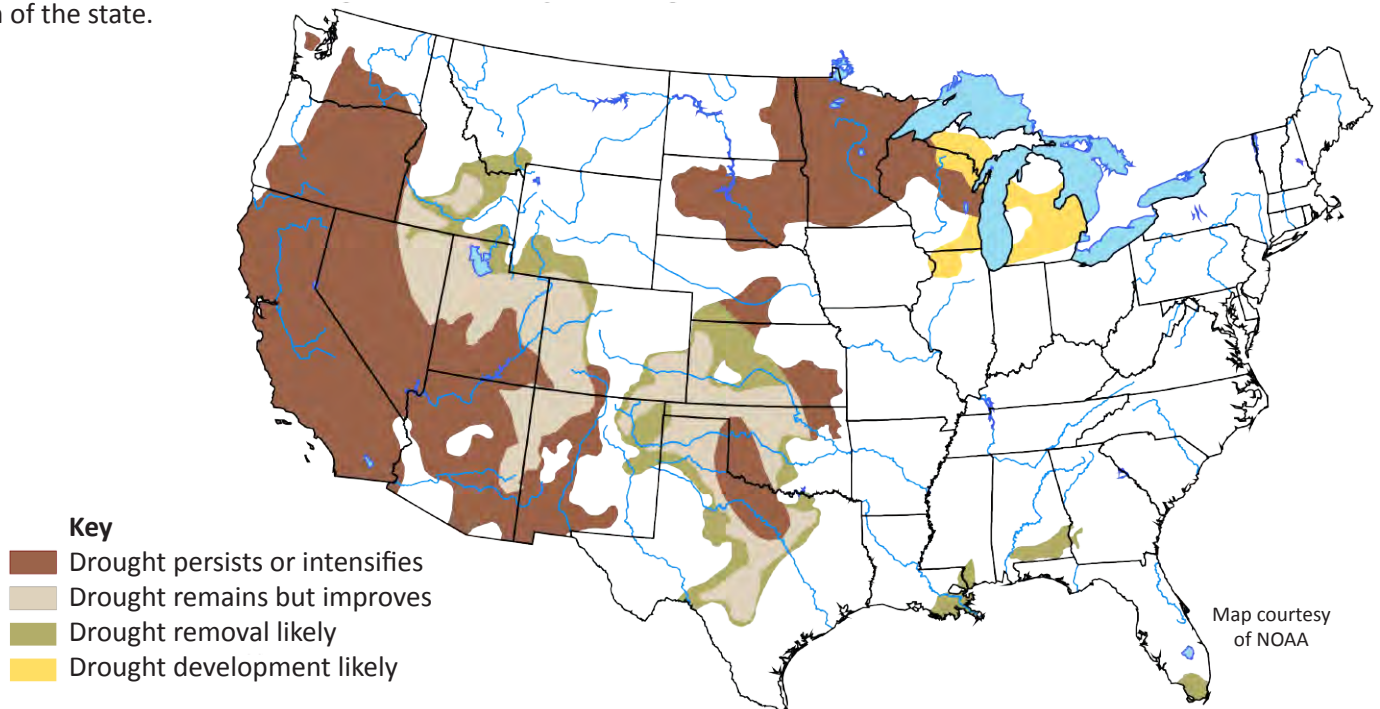 of the state.
Key
Drought persists or intensifies
Drought remains but improves
Drought removal likely
Drought development likely
Map courtesy
of NOAA